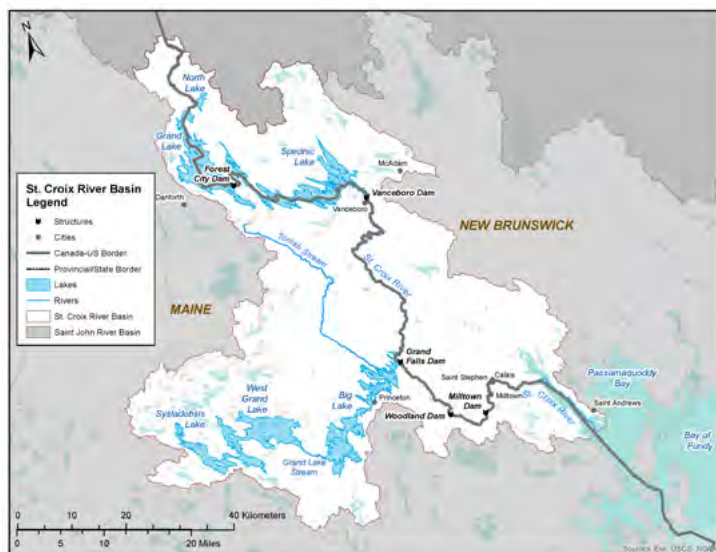 N
North
Lake
Grand
Lake
Spednic
Lake
McAdam
Forest
City Dam
Vanceboro Dam
Vanceboro
Danforth
St. Croix River Basin
Legend
Structures
Cities
Canada-US Border
Provincial/State Border
Lakes
Rivers
St. Croix River Basin
Saint John River Basin
NEW BRUNSWICK
MAINE
Tomah Stream
St. Croix River
Grand
Falls Dam
Saint Stephen
Calais
Passamaquoddy
Bay
West
Grand
Lake
Big
Lake
Princeton
Milltown
Dam
Milltown
St. Croix River
Saint Andrews
Woodland Dam
Sysladobsis
Lake
Grand Lake
Stream
Bay of
Fundy
0 10 20 40 Kilometers
0 5 10 20 Miles
Sources: Esri, USGS, NOAA